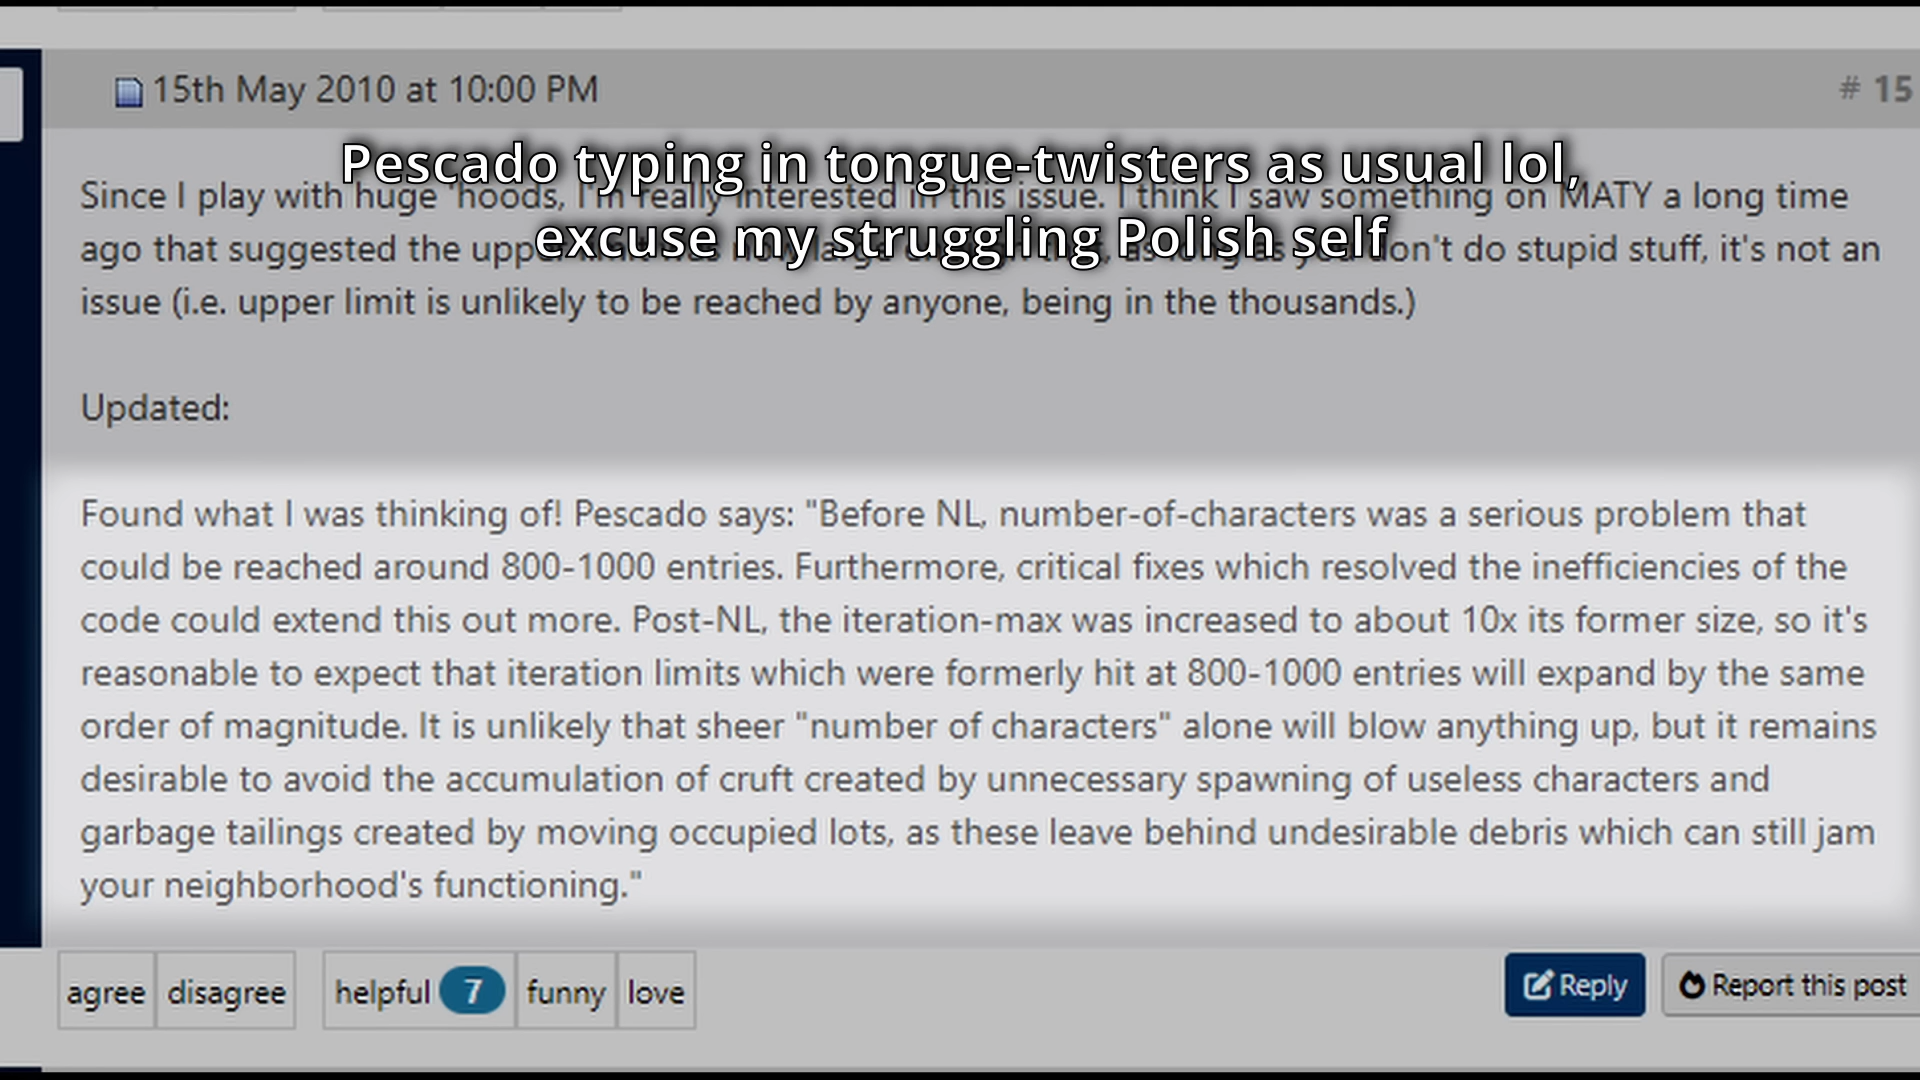 15th May 2010 at 10:00 PM
# 15
Pescado typing in tongue-twisters as usual lol,
excuse my struggling Polish self
Since I play with huge 'hoods, I'm really interested in this issue. I think I saw something on MATY a long time
ago that suggested the upper limit was now large as long as you don't do stupid stuff, it's not an
issue (i.e. upper limit is unlikely to be reached by anyone, being in the thousands.)
Updated:
Found what I was thinking of! Pescado says: "Before NL, number-of-characters was a serious problem that
could be reached around 800-1000 entries. Furthermore, critical fixes which resolved the inefficiencies of the
code could extend this out more. Post-NL, the iteration-max was increased to about 10x its former size, so it's
reasonable to expect that iteration limits which were formerly hit at 800-1000 entries will expand by the same
order of magnitude. It is unlikely that sheer "number of characters" alone will blow anything up, but it remains
desirable to avoid the accumulation of cruft created by unnecessary spawning of useless characters and
garbage tailings created by moving occupied lots, as these leave behind undesirable debris which can still jam
your neighborhood's functioning."
agree disagree helpful 7 funny love
Reply Report this post